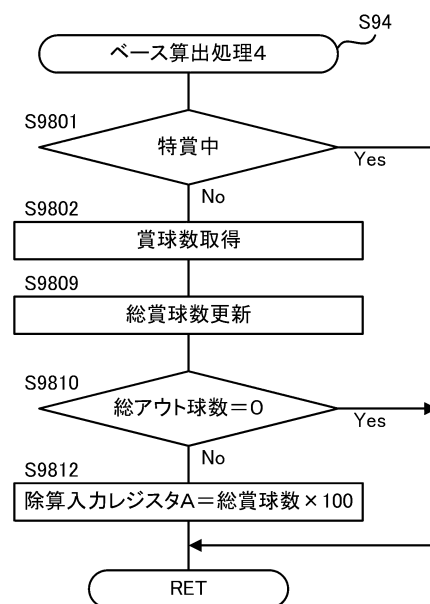 S94
ベース算出処理4
S9801
特賞中
Yes
No
S9802
賞球数取得
S9809
総賞球数更新
S9810
総アウト球数=0
Yes
No
S9812
除算入力レジスタA=総賞球数×100
RET